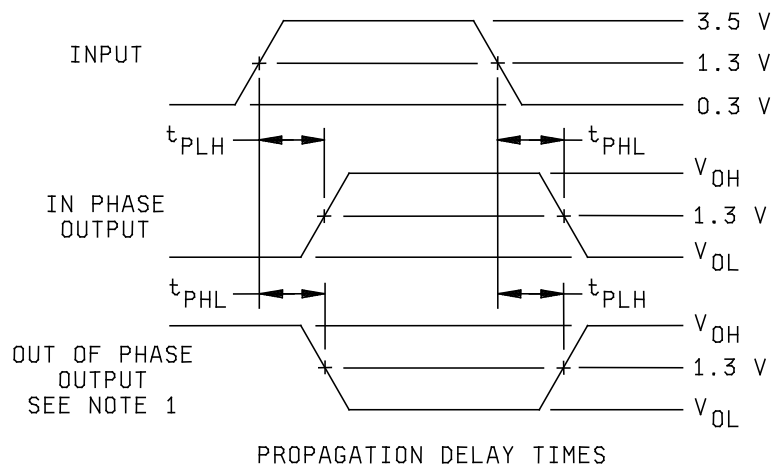 3.5 V
INPUT
1.3 V
0.3 V
tPLH
tPHL
VOH
IN PHASE
OUTPUT
1.3 V
VOL
tPHL
tPLH
VOH
OUT OF PHASE
OUTPUT
SEE NOTE 1
1.3 V
VOL
PROPAGATION DELAY TIMES